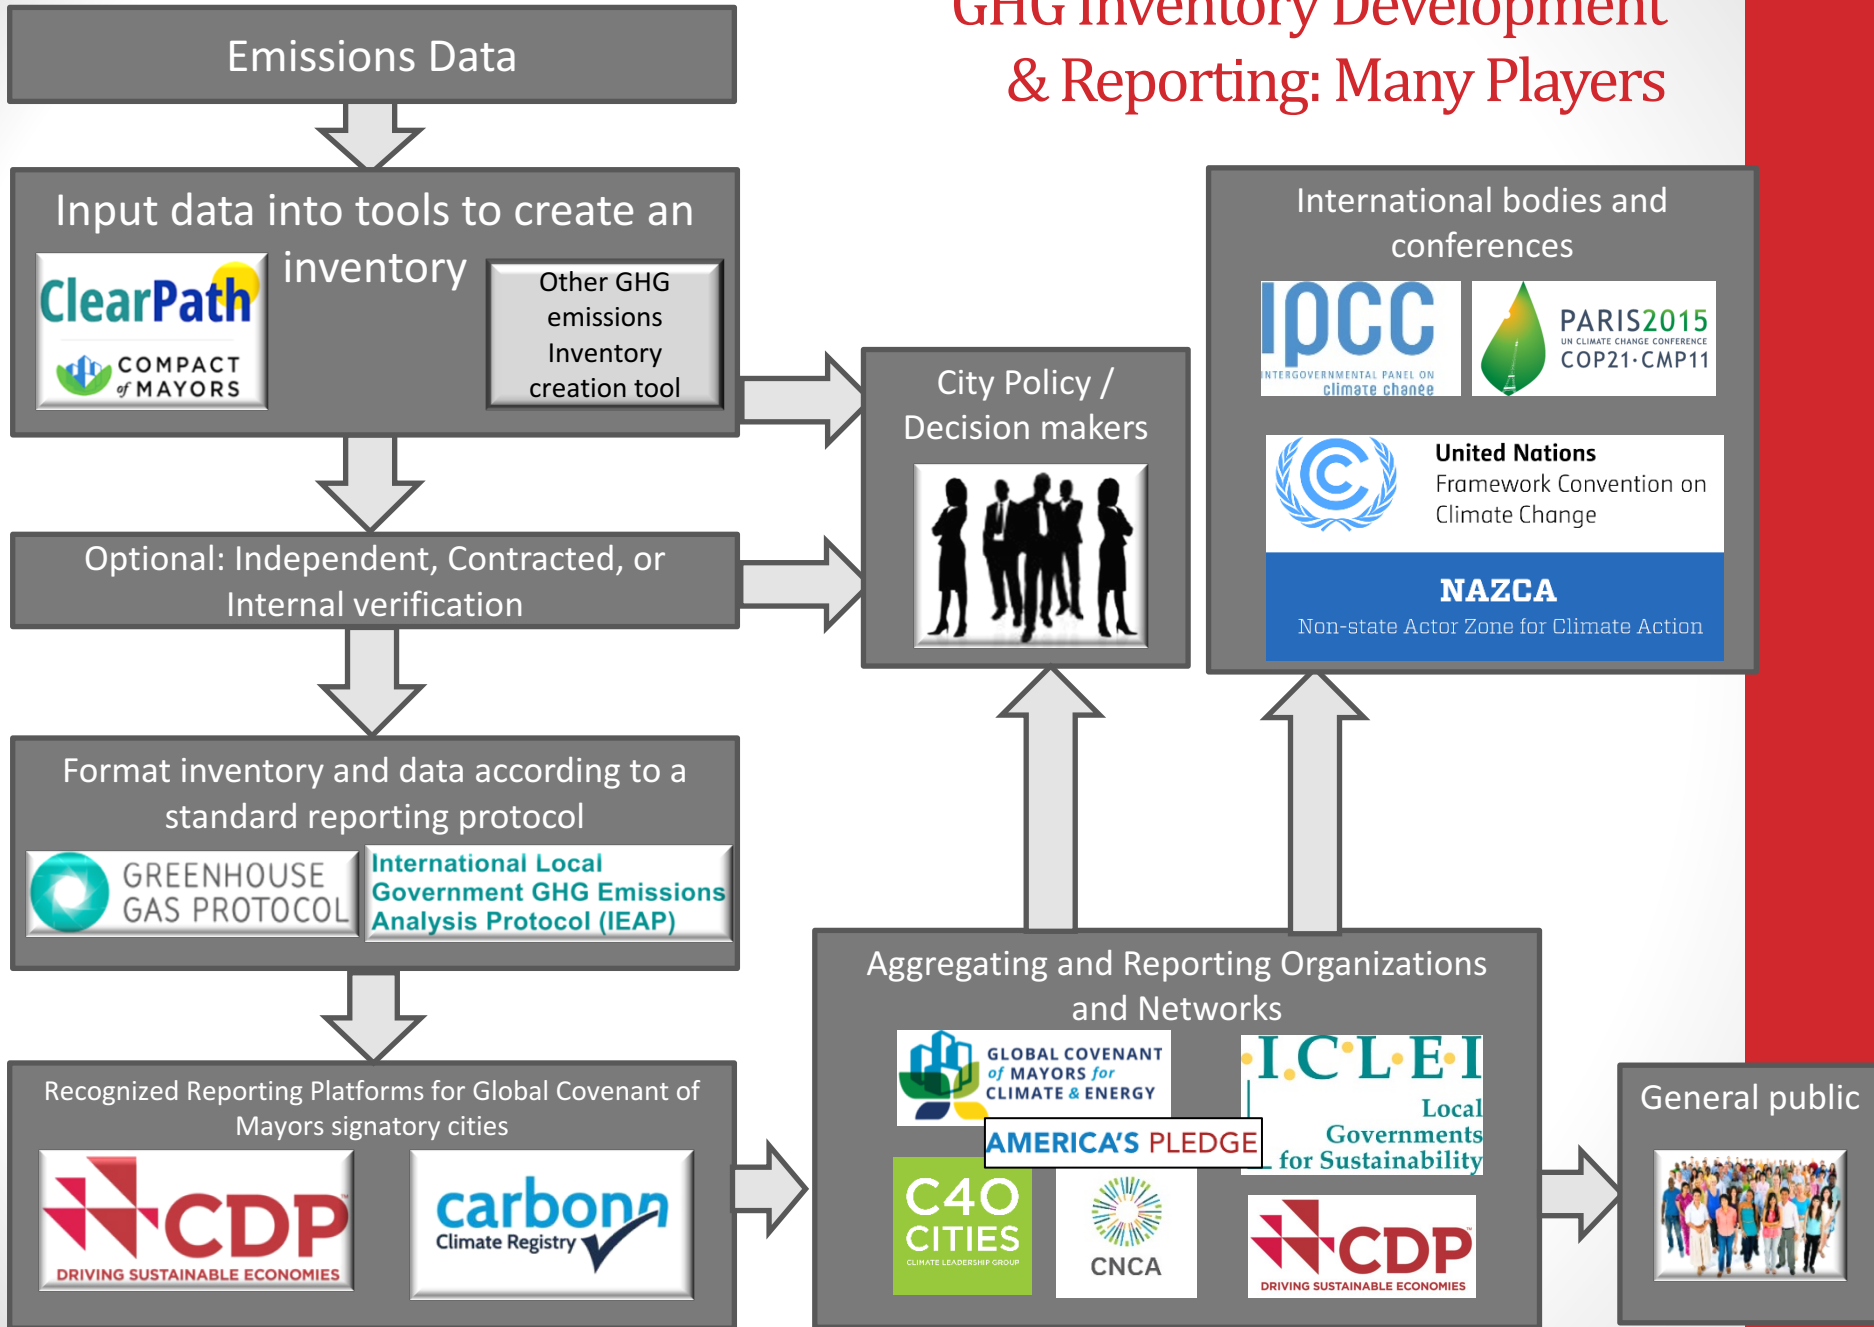 GHG Inventory Development
& Reporting: Many Players
Emissions Data
Input data into tools to create an
inventory
ClearPath
COMPACT
of MAYORS
Other GHG
emissions
Inventory
creation tool
Optional: Independent, Contracted, or
Internal verification
Format inventory and data according to a
standard reporting protocol
GREENHOUSE
GAS PROTOCOL
International Local
Government GHG Emissions
Analysis Protocol (IEAP)
Recognized Reporting Platforms for Global Covenant of
Mayors signatory cities
CDP
DRIVING SUSTAINABLE ECONOMIES
carbonn
Climate Registry
City Policy /
Decision makers
International bodies and
conferences
ipcc
INTERGOVERNMENTAL PANEL ON
climate change
PARIS2015
UN CLIMATE CHANGE CONFERENCE
COP21·CMP11
United Nations
Framework Convention on
Climate Change
NAZCA
Non-state Actor Zone for Climate Action
Aggregating and Reporting Organizations
and Networks
GLOBAL COVENANT
of MAYORS for
CLIMATE & ENERGY
I.C.L.E.I
Local
Governments
for Sustainability
AMERICA'S PLEDGE
C40
CITIES
CLIMATE LEADERSHIP GROUP
CNCA
CDP
DRIVING SUSTAINABLE ECONOMIES
General public